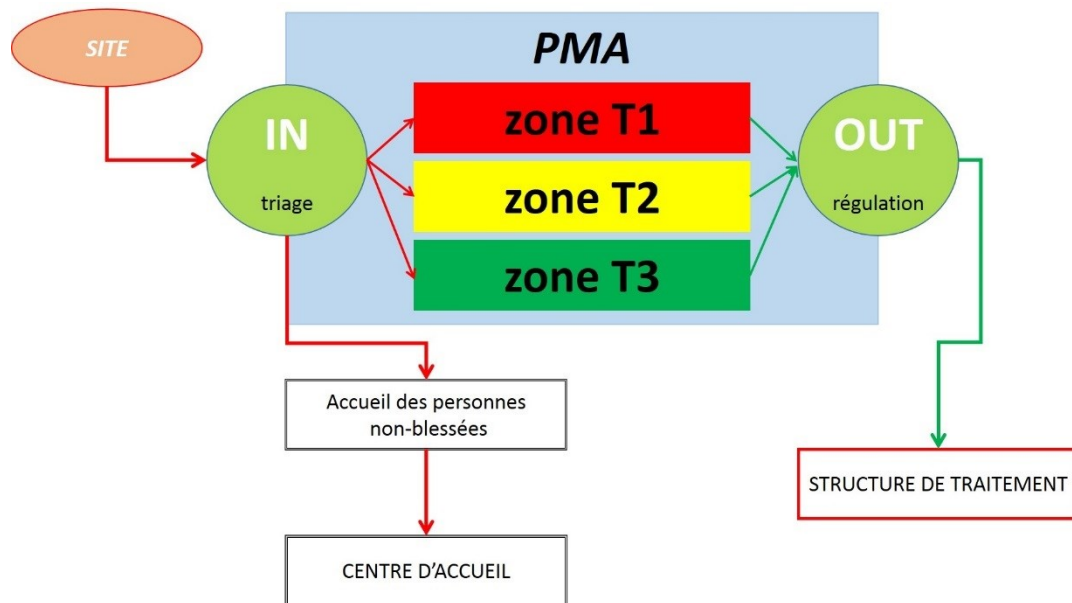 SITE
PMA
IN
triage
zone T1
zone T2
zone T3
OUT
régulation
Accueil des personnes
non-blessées
STRUCTURE DE TRAITEMENT
CENTRE D'ACCUEIL